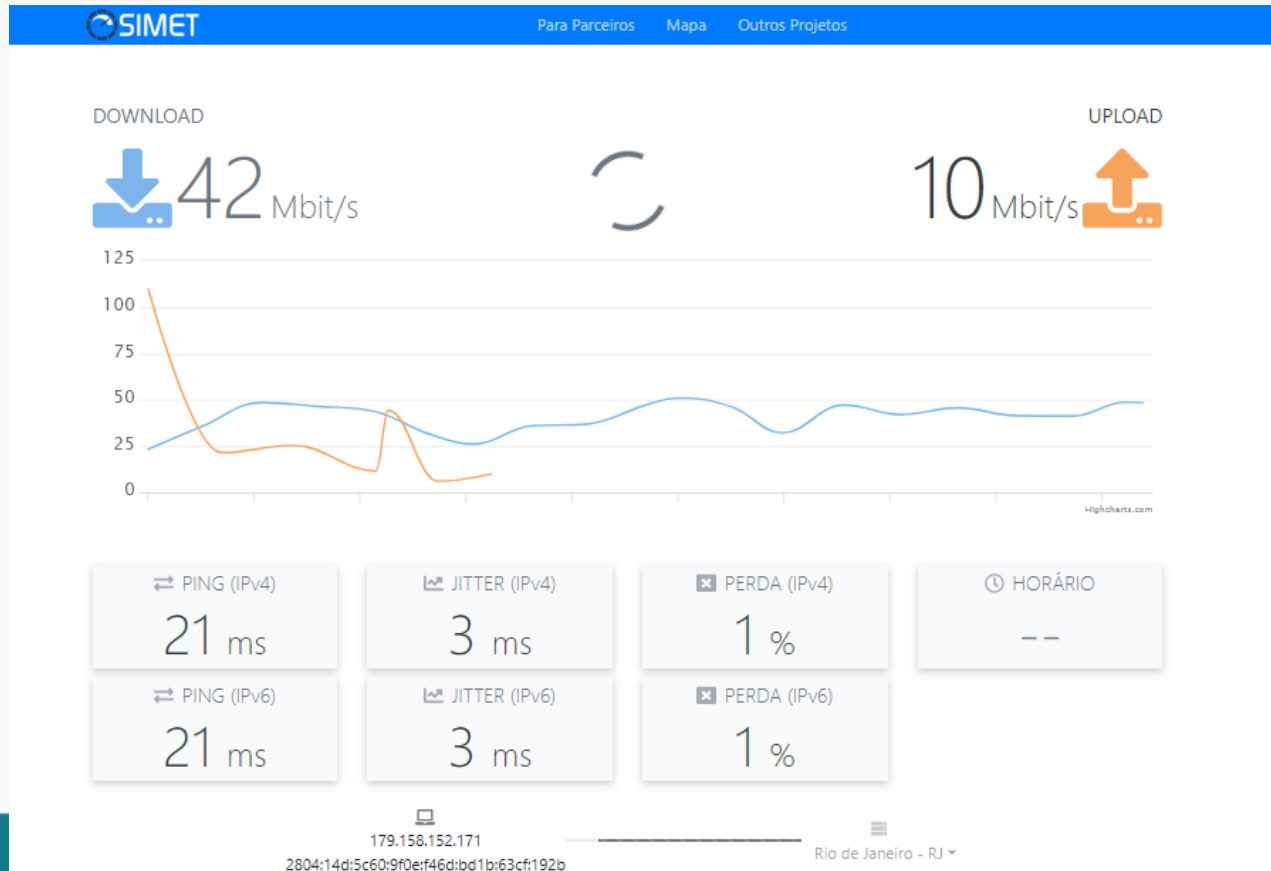 SIMET Para Parceiros Mapa Outros Projetos
DOWNLOAD UPLOAD
42 Mbit/s 10 Mbit/s
125
100
75
50
25
0
Highcharts.com
PING (IPv4) JITTER (IPv4) PERDA (IPv4) HORÁRIO
21 ms 3 ms 1 % --
PING (IPv6) JITTER (IPv6) PERDA (IPv6)
21 ms 3 ms 1 %
179.158.152.171
Rio de Janeiro - RJ
2804:14d:5c60:9f0e:f46d:bd1b:63cf:192b